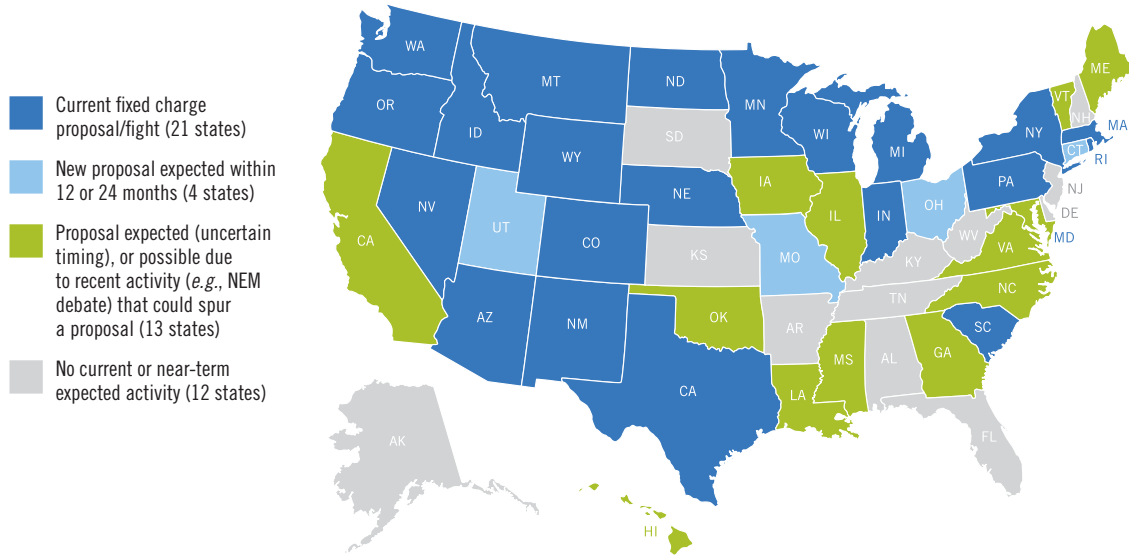 Current fixed charge
proposal/fight (21 states)
New proposal expected within
12 or 24 months (4 states)
Proposal expected (uncertain
timing), or possible due
to recent activity (e.g., NEM
debate) that could spur
a proposal (13 states)
No current or near-term
expected activity (12 states)
WA
MT
ND
MN
ME
VT
NH
OR
ID
SD
WI
MI
NY
MA
CT
RI
WY
NE
IA
PA
NJ
NV
UT
CO
IL
IN
OH
DE
MD
CA
KS
MO
WV
VA
KY
NC
AZ
NM
OK
AR
TN
SC
MS
AL
GA
CA
LA
FL
AK
HI